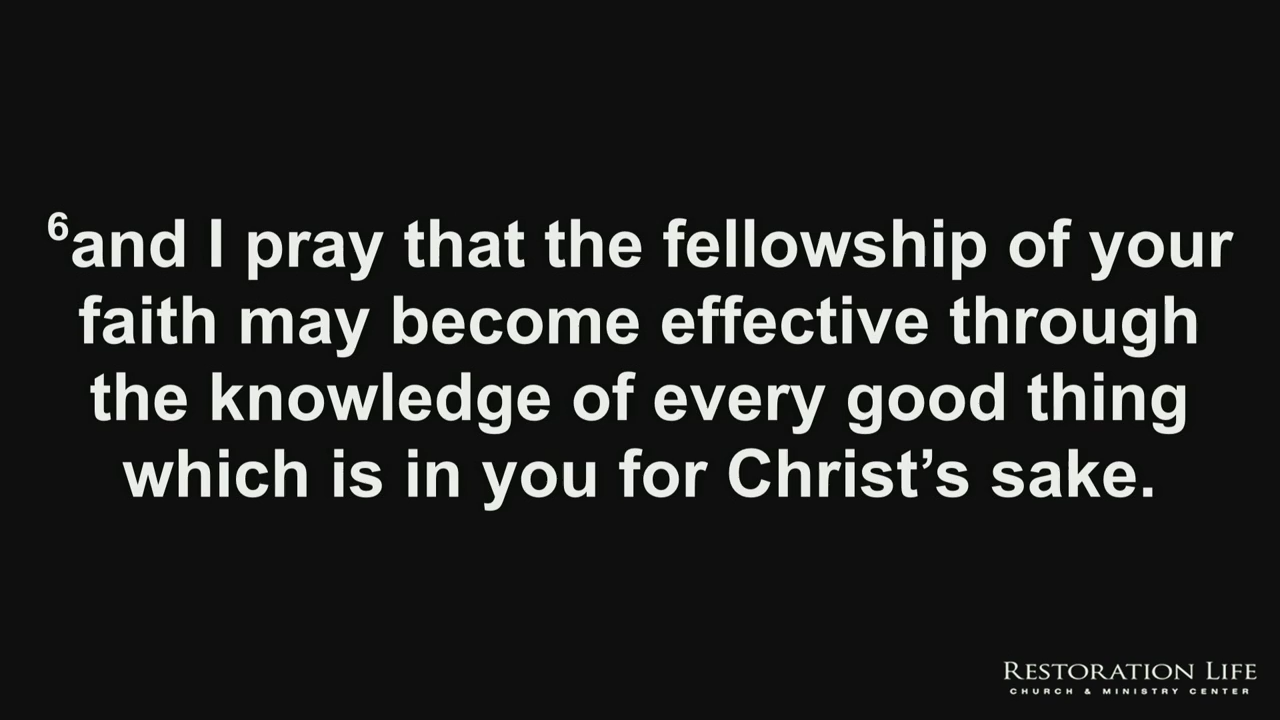 ⁶and I pray that the fellowship of your
faith may become effective through
the knowledge of every good thing
which is in you for Christ’s sake.
RESTORATION LIFE
CHURCH & MINISTRY CENTER